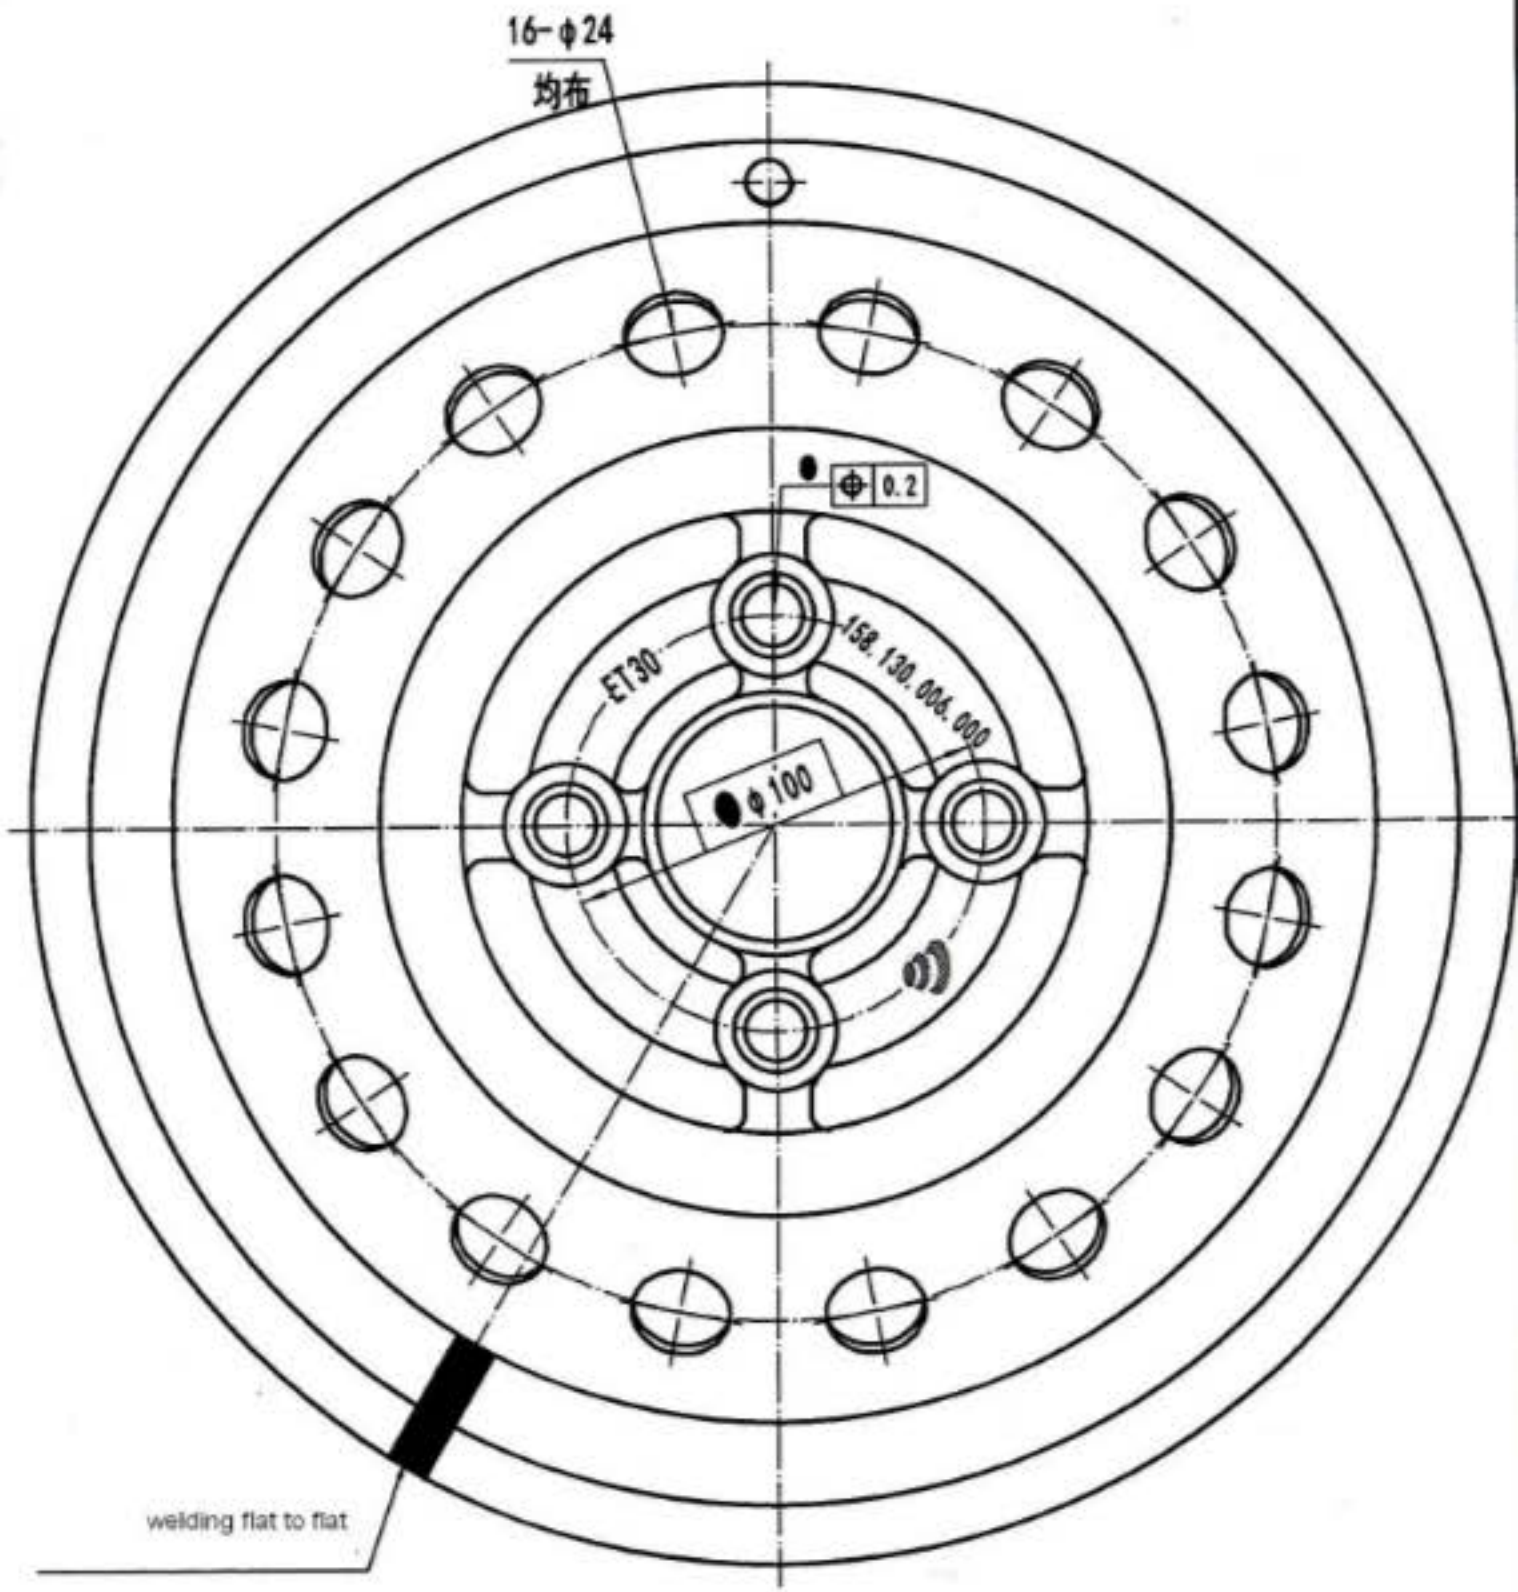 16-ϕ24
均布
0.2
ET30
158.130.006.000
ϕ100
welding flat to flat